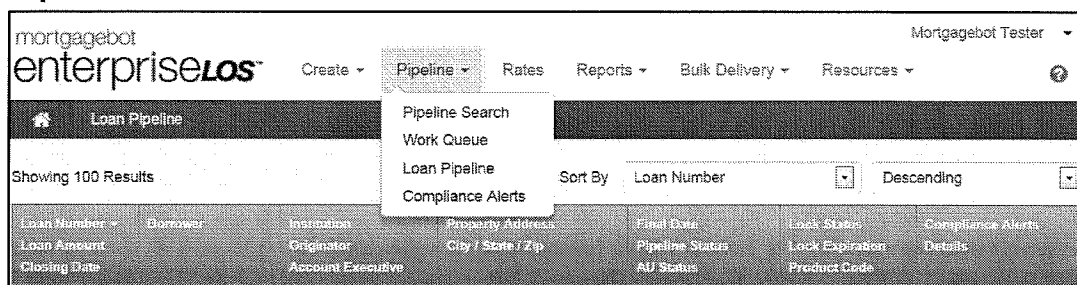 mortgagebot
enterpriseLOS
Mortgagebot Tester
Create Pipeline Rates Reports Bulk Delivery Resources
Loan Pipeline
Pipeline Search
Work Queue
Loan Pipeline
Compliance Alerts
Showing 100 Results
Sort By Loan Number Descending
Loan Number Borrower Institution Property Address Final Date Lock Status Compliance Alerts
Loan Amount Originator City / State / Zip Pipeline Status Lock Expiration Details
Closing Date Account Executive AU Status Product Code